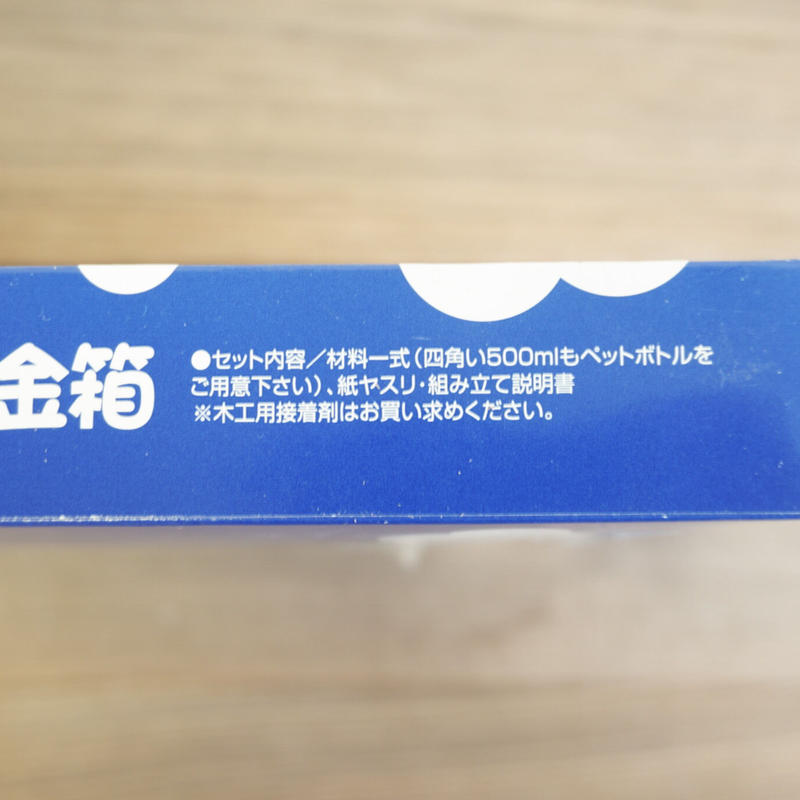 金箱
●セット内容／材料一式（四角い500mlもペットボトルを
ご用意下さい）、紙ヤスリ・組み立て説明書
※木工用接着剤はお買い求めください。